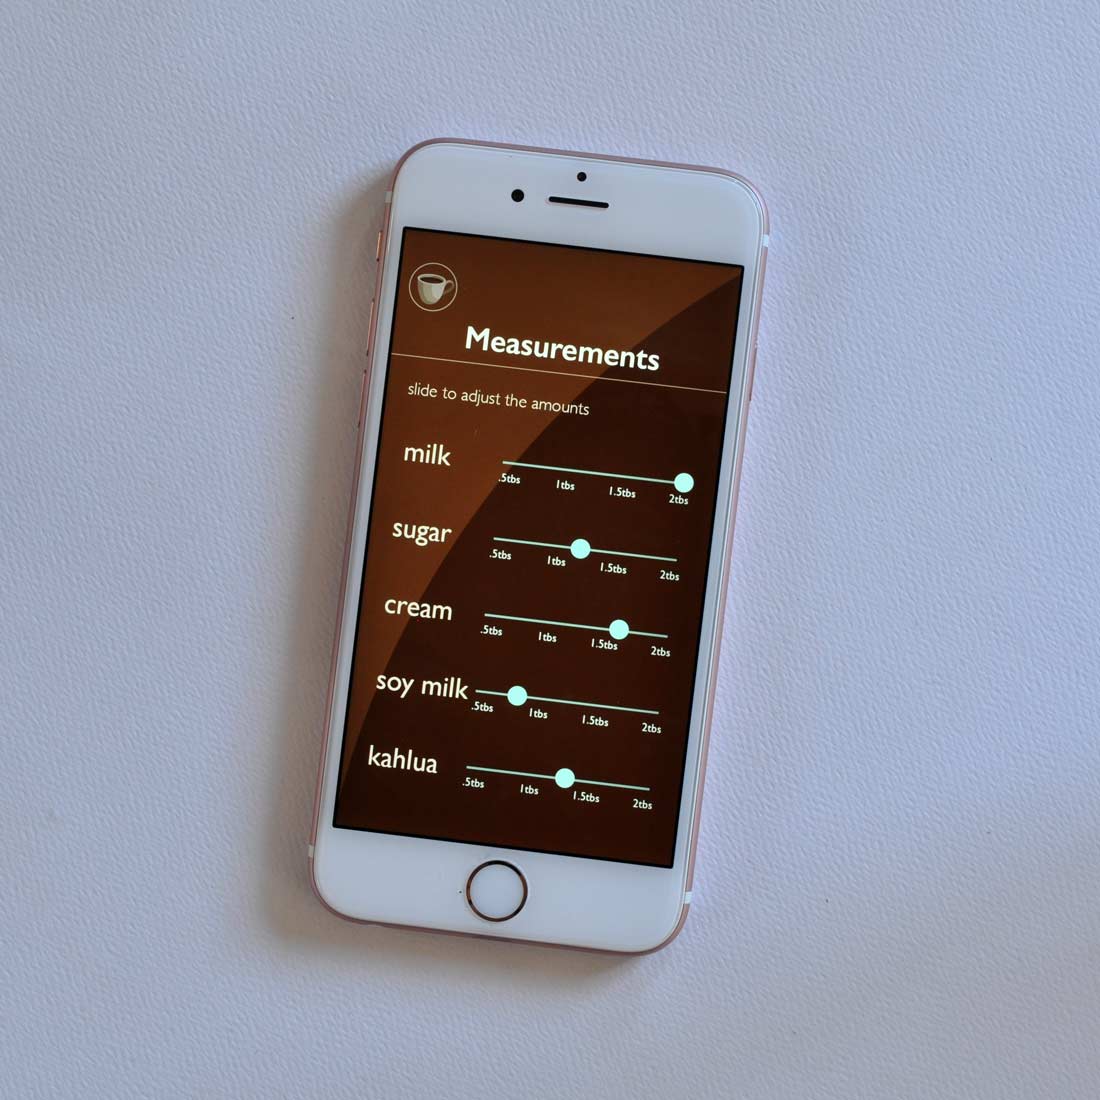 Measurements
slide to adjust the amounts
milk
.5tbs 1tbs 1.5tbs 2tbs
sugar
.5tbs 1tbs 1.5tbs 2tbs
cream
.5tbs 1tbs 1.5tbs 2tbs
soy milk
.5tbs 1tbs 1.5tbs 2tbs
kahlua
.5tbs 1tbs 1.5tbs 2tbs